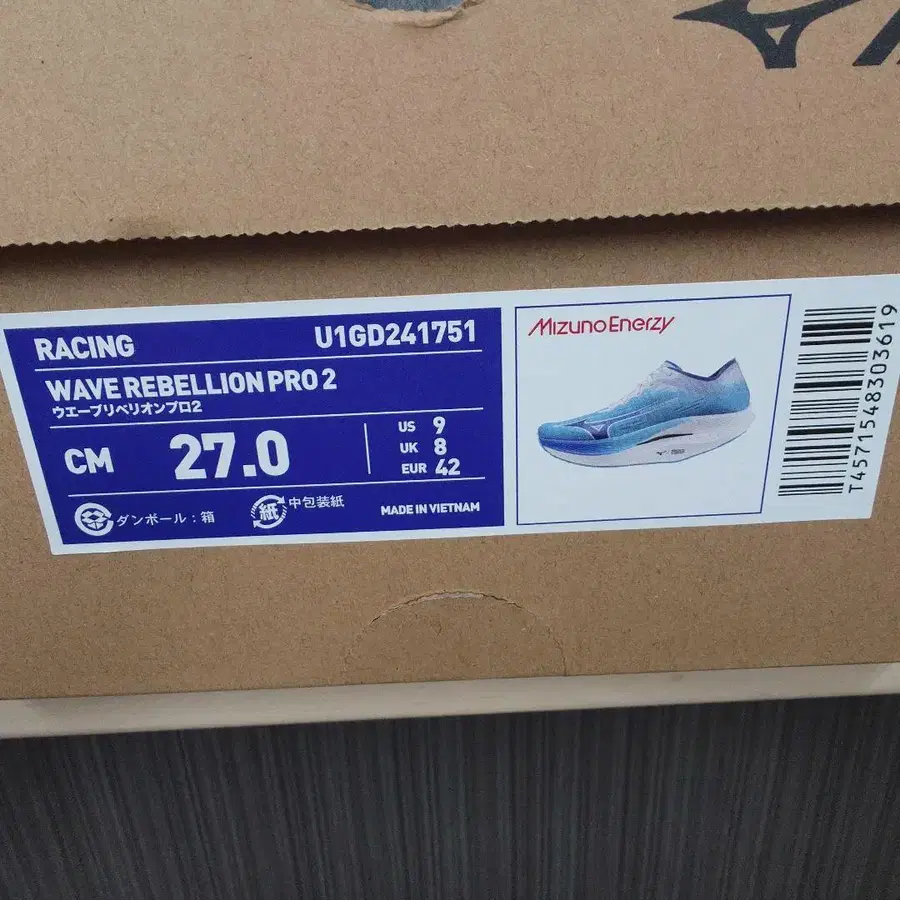 RACING
U1GD241751
WAVE REBELLION PRO 2
ウエーブリベリオンプロ2
CM 27.0
US 9
UK 8
EUR 42
ダンボール:箱
紙 中包装紙
MADE IN VIETNAM
MizunoEnerzy
T4571548303619